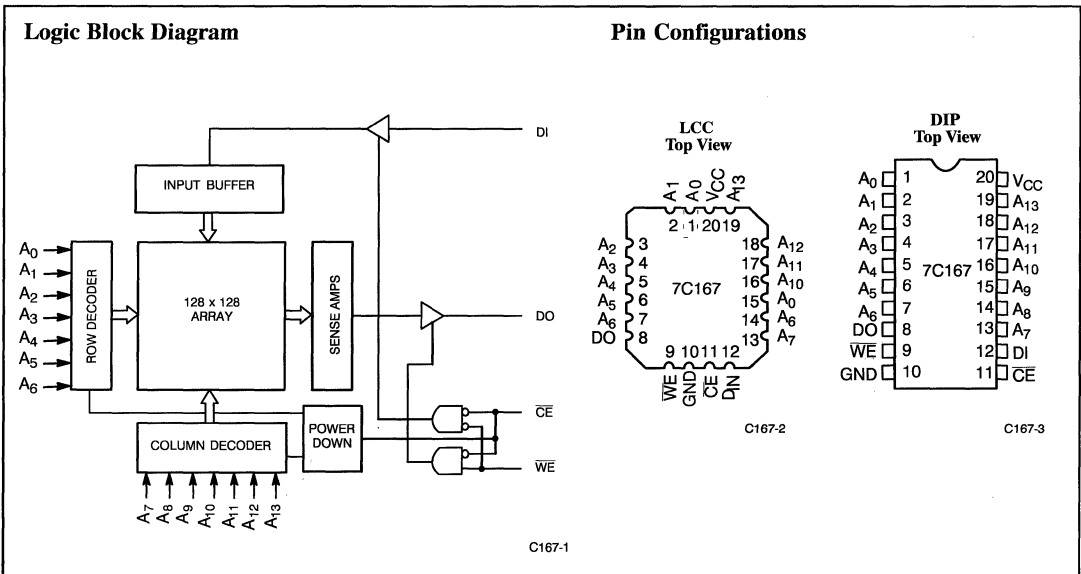 Logic Block Diagram
DI
INPUT BUFFER
A0
A1
A2
A3
A4
A5
A6
ROW DECODER
128 x 128
ARRAY
SENSE AMPS
DO
COLUMN DECODER
POWER
DOWN
CE
WE
A7
A8
A9
A10
A11
A12
A13
C167-1
Pin Configurations
LCC
Top View
A1 A0 VCC A13
2 1 20 19
A2 3 18 A12
A3 4 17 A11
A4 5 7C167 16 A10
A5 6 15 A0
A6 7 14 A6
DO 8 13 A7
9 10 11 12
WE GND CE DIN
C167-2
DIP
Top View
A0 1 20 VCC
A1 2 19 A13
A2 3 18 A12
A3 4 17 A11
A4 5 7C167 16 A10
A5 6 15 A9
A6 7 14 A8
DO 8 13 A7
WE 9 12 DI
GND 10 11 CE
C167-3